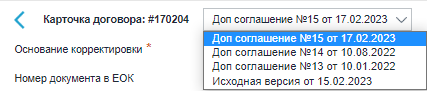 Карточка договора: #170204
Доп соглашение №15 от 17.02.2023
Доп соглашение №15 от 17.02.2023
Основание корректировки *
Доп соглашение №14 от 10.08.2022
Доп соглашение №13 от 10.01.2022
Номер документа в ЕОК
Исходная версия от 15.02.2023